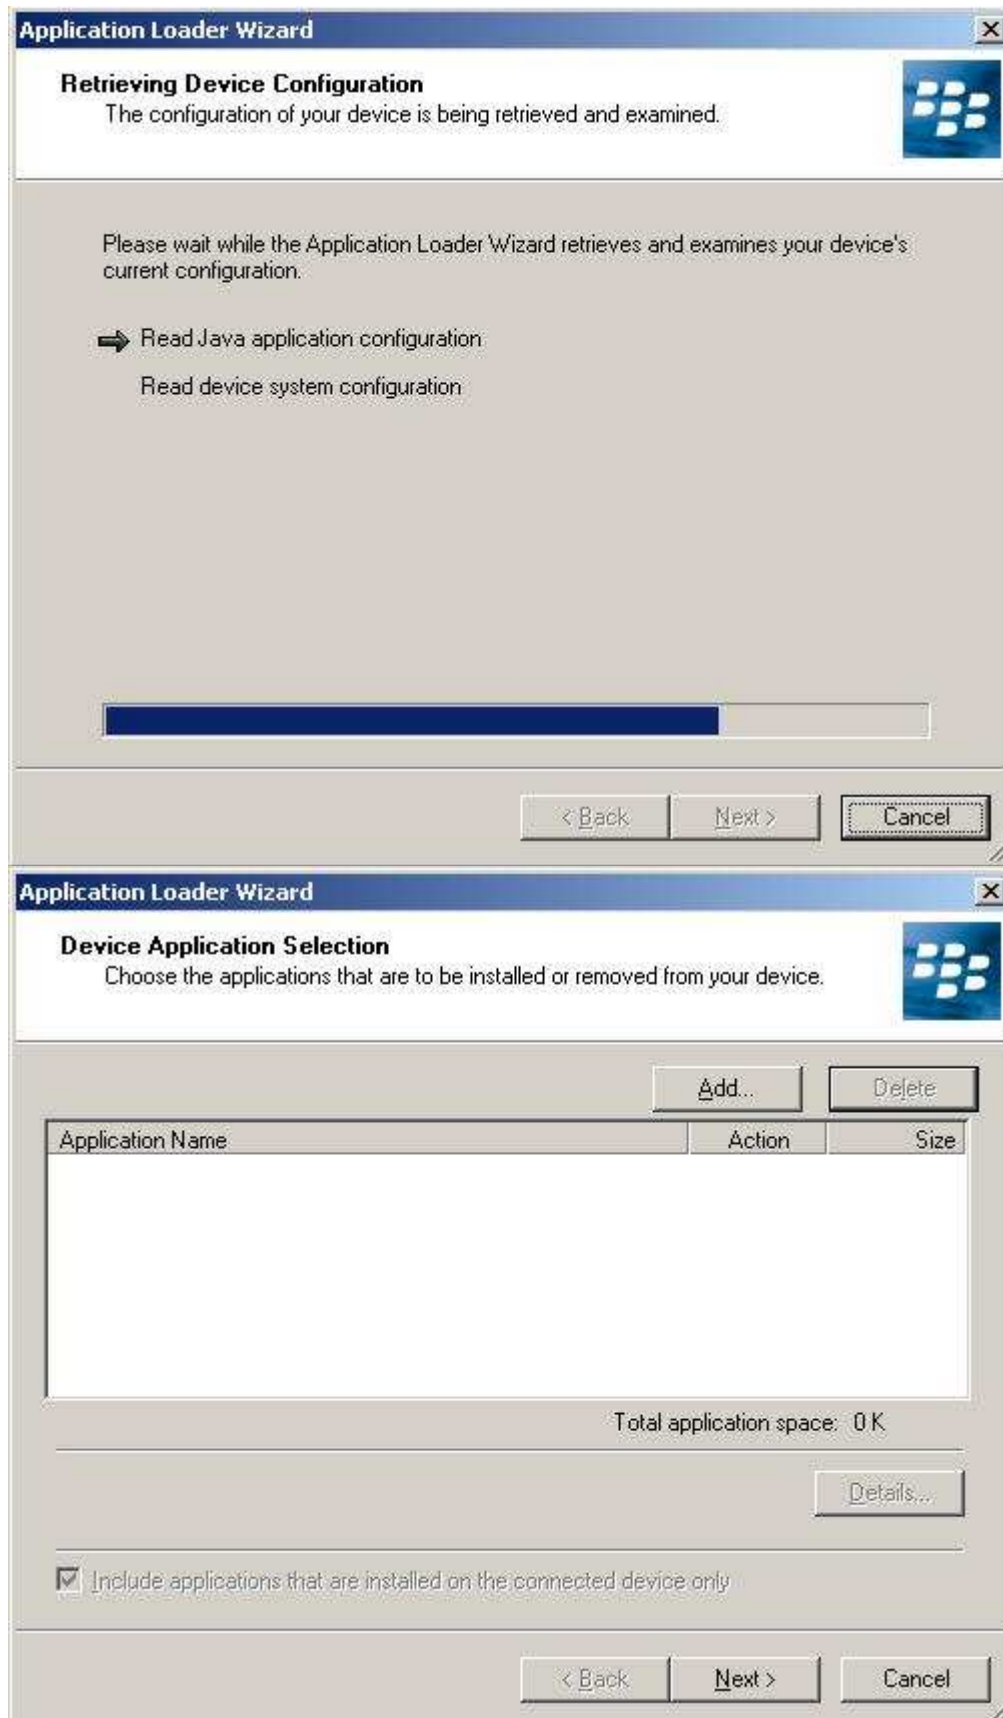 Application Loader Wizard
Retrieving Device Configuration
The configuration of your device is being retrieved and examined.
Please wait while the Application Loader Wizard retrieves and examines your device's
current configuration.
Read Java application configuration
Read device system configuration
< Back Next > Cancel
Application Loader Wizard
Device Application Selection
Choose the applications that are to be installed or removed from your device.
Add... Delete
Application Name Action Size
Total application space: 0 K
Details...
Include applications that are installed on the connected device only
< Back Next > Cancel